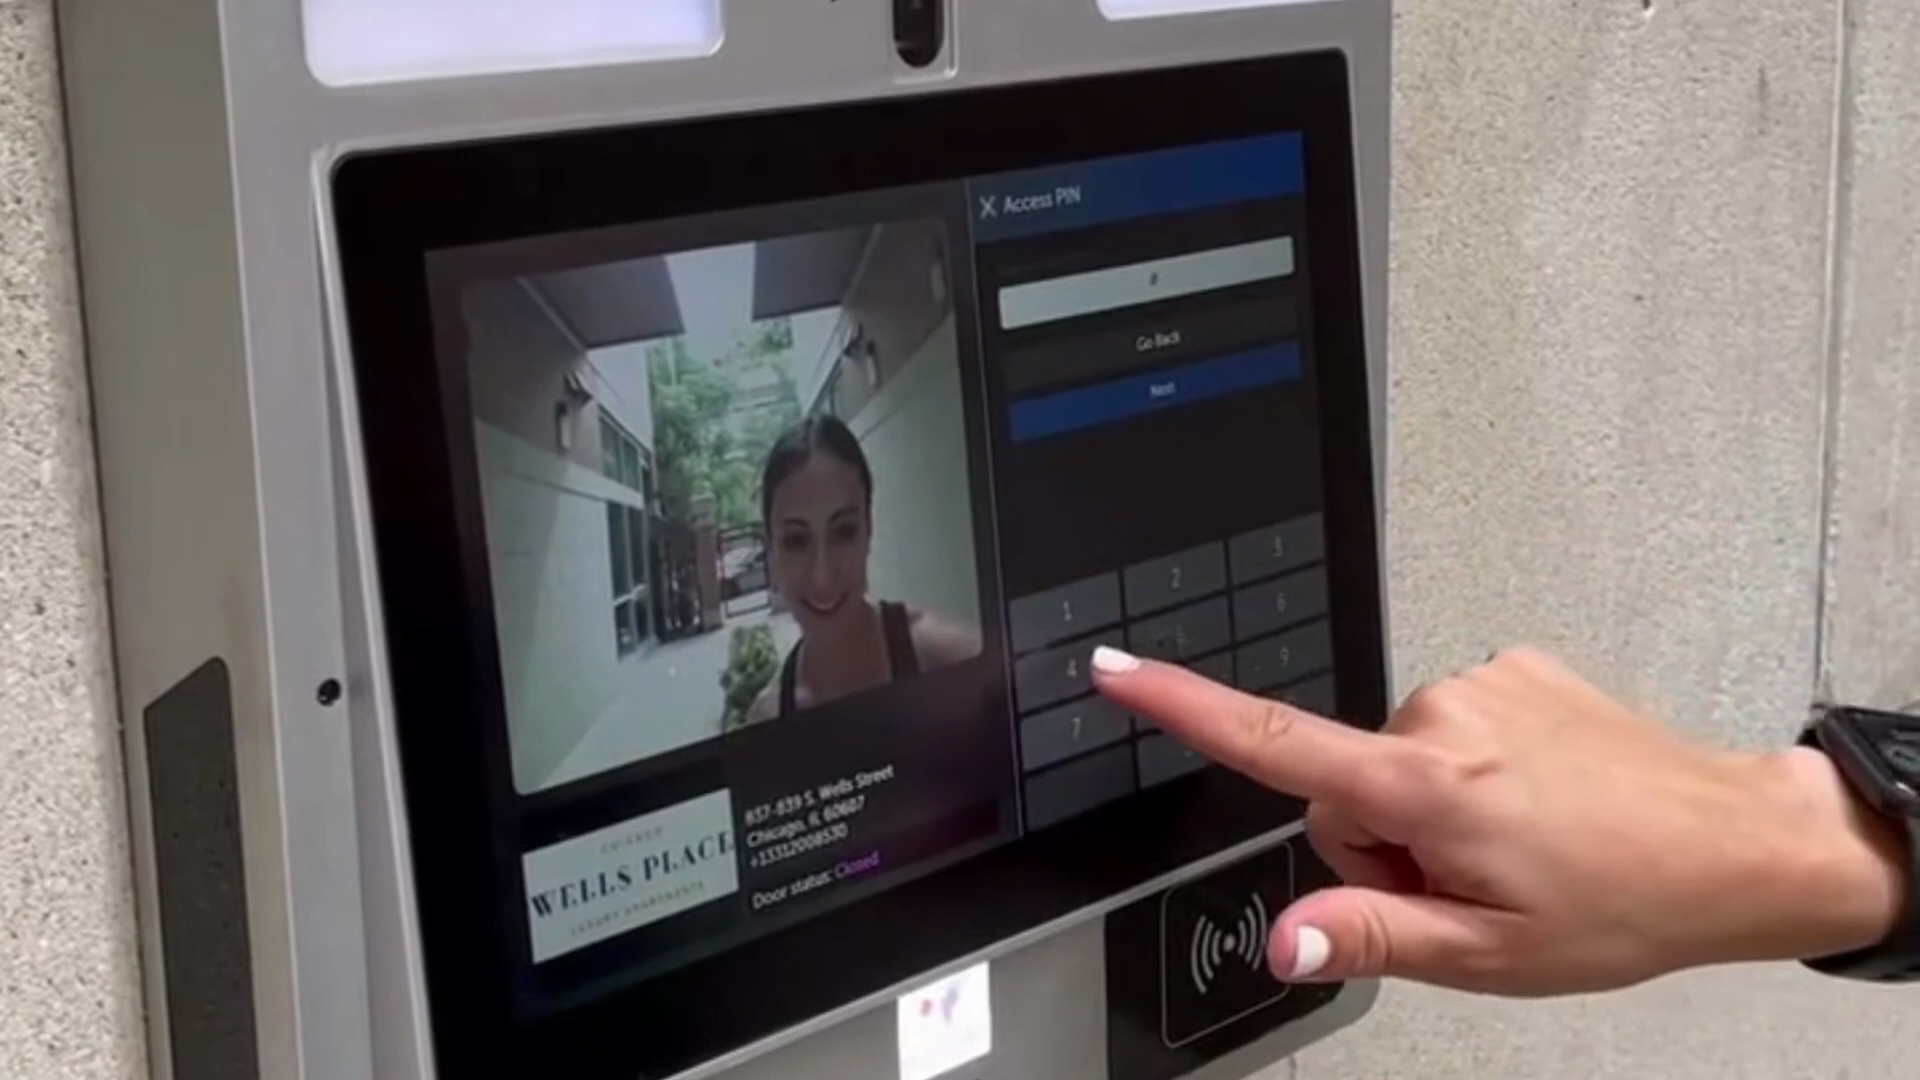 X Access PIN
#
Go Back
Next
1 2 3
4 5 6
7 9
837-839 S. Wells Street
Chicago, IL 60607
+13312008530
Door status: Closed
CHICAGO
WELLS PLACE
LUXURY APARTMENTS